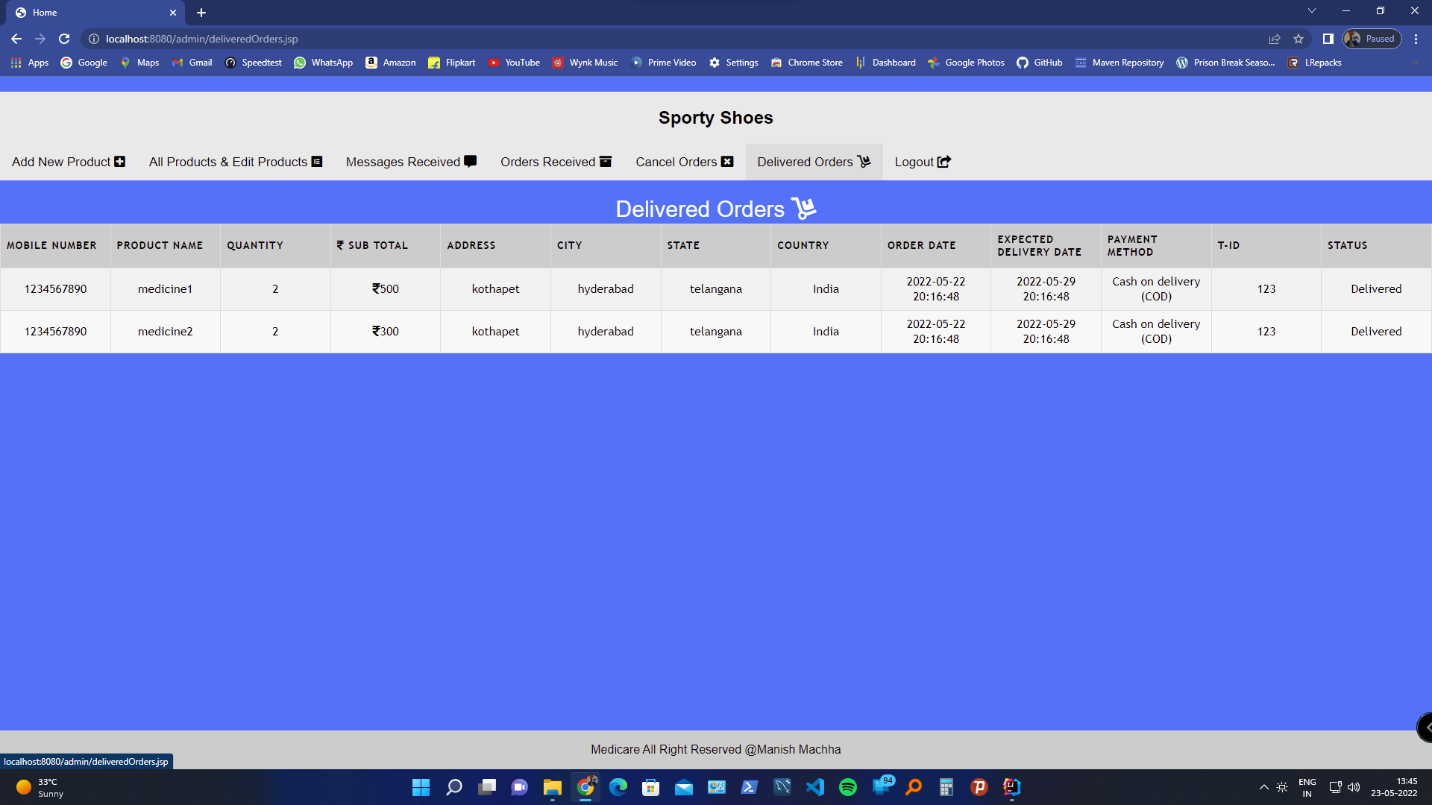 Home
localhost:8080/admin/deliveredOrders.jsp
Paused
Apps Google Maps Gmail Speedtest WhatsApp Amazon Flipkart YouTube Wynk Music Prime Video Settings Chrome Store Dashboard Google Photos GitHub Maven Repository Prison Break Seaso... LRepacks
Sporty Shoes
Add New Product All Products & Edit Products Messages Received Orders Received Cancel Orders Delivered Orders Logout
Delivered Orders
MOBILE NUMBER PRODUCT NAME QUANTITY ₹ SUB TOTAL ADDRESS CITY STATE COUNTRY ORDER DATE EXPECTED DELIVERY DATE PAYMENT METHOD T-ID STATUS
1234567890 medicine1 2 ₹500 kothapet hyderabad telangana India 2022-05-22 20:16:48 2022-05-29 20:16:48 Cash on delivery (COD) 123 Delivered
1234567890 medicine2 2 ₹300 kothapet hyderabad telangana India 2022-05-22 20:16:48 2022-05-29 20:16:48 Cash on delivery (COD) 123 Delivered
Medicare All Right Reserved @Manish Machha
localhost:8080/admin/deliveredOrders.jsp
33°C
Sunny
94
ENG
IN
13:45
23-05-2022